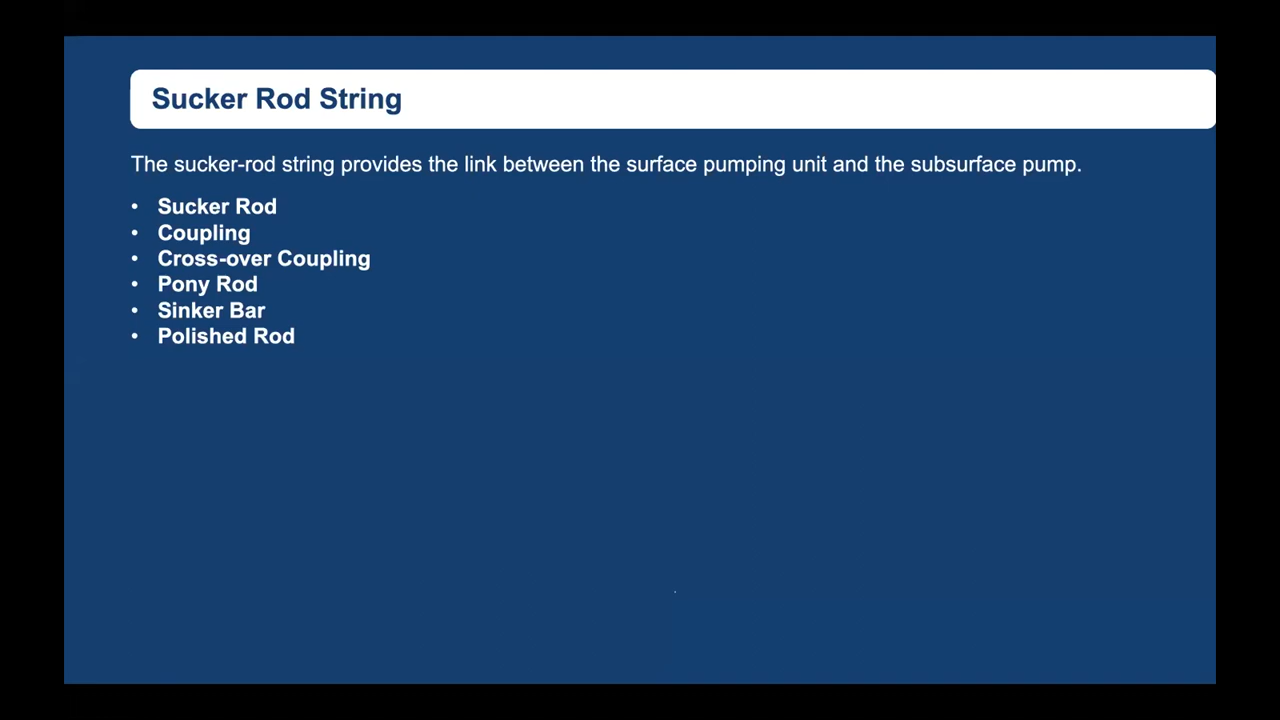 Sucker Rod String
The sucker-rod string provides the link between the surface pumping unit and the subsurface pump.
• Sucker Rod
• Coupling
• Cross-over Coupling
• Pony Rod
• Sinker Bar
• Polished Rod